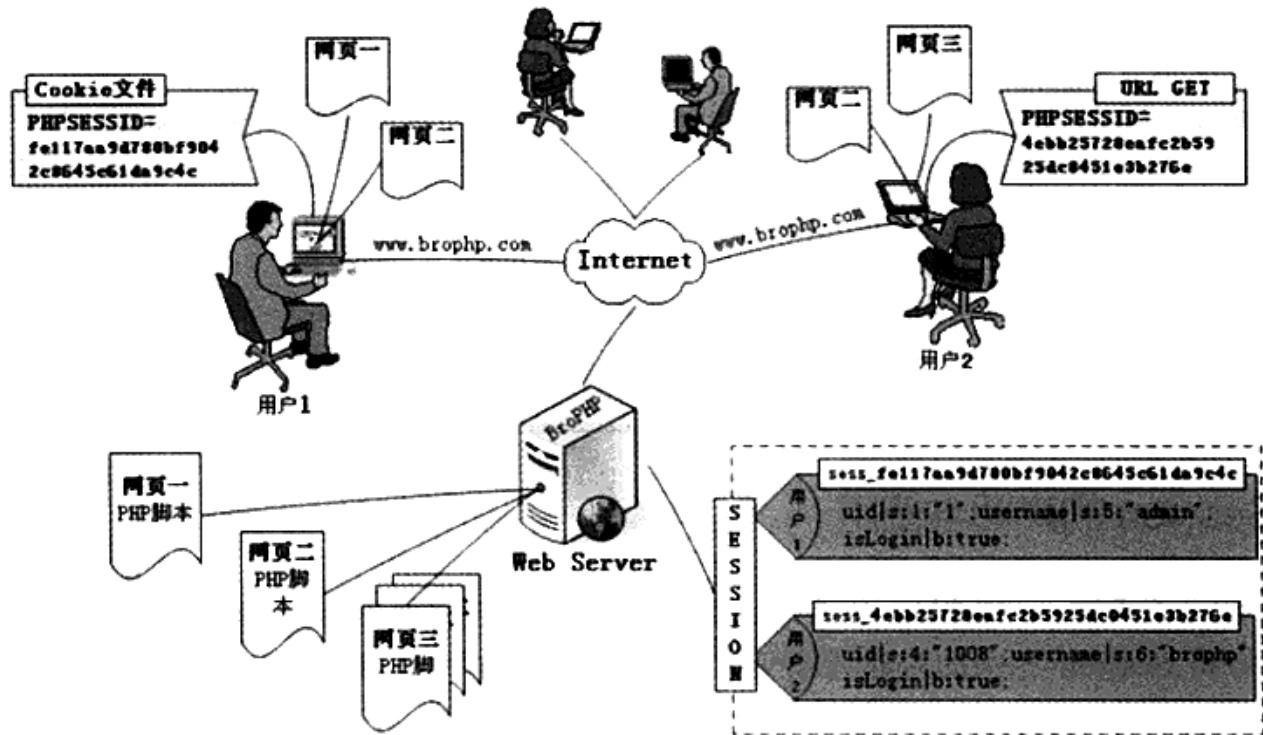 网页一
网页二
Cookie文件
PHPSESSID=
fe117aa9d780bf904
2c8645c61da9c4c
网页三
网页二
URL GET
PHPSESSID=
4ebb25728eafc2b59
25dc0451e3b276e
www.brophp.com
Internet
www.brophp.com
用户1
用户2
BroPHP
Web Server
网页一
PHP脚本
网页二
PHP脚
本
网页三
PHP脚
SESSION
sess_fe117aa9d780bf9042c8645c61da9c4c
用户1
uid|s:1:"1";username|s:5:"admin";
isLogin|b:true;
sess_4ebb25728eafc2b5925dc0451e3b276e
用户2
uid|s:4:"1008";username|s:6:"brophp"
isLogin|b:true;